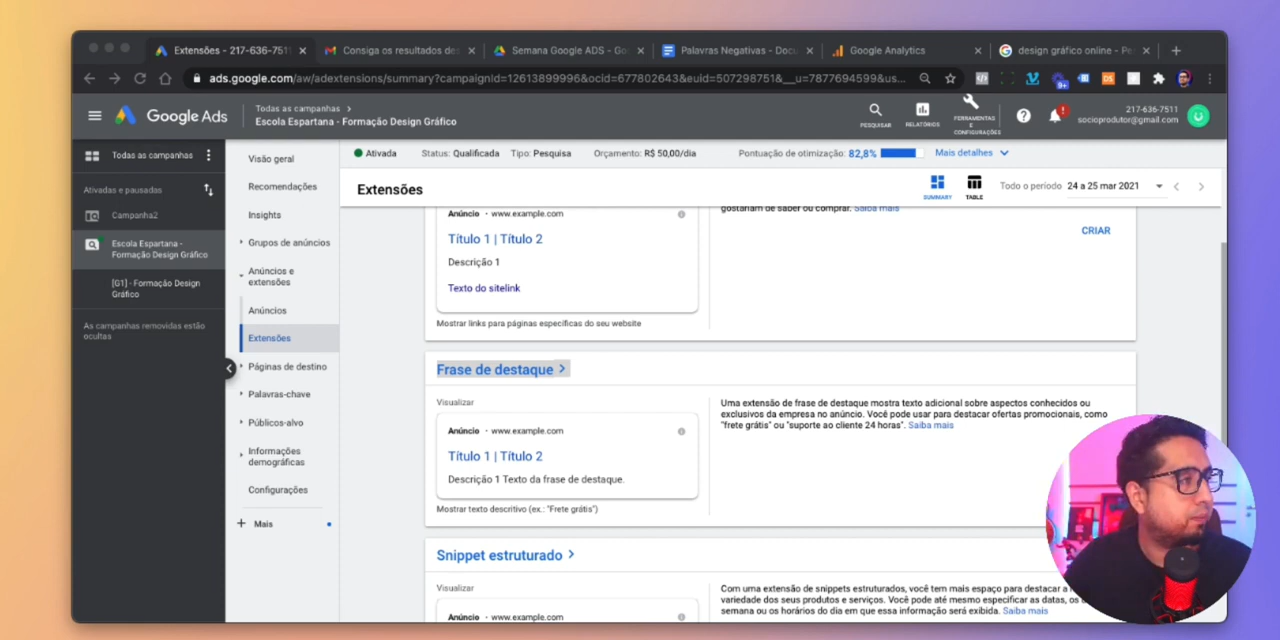 Extensões - 217-636-7511
Consiga os resultados des
Semana Google ADS - Go
Palavras Negativas - Docu
Google Analytics
design gráfico online - Pe
ads.google.com/aw/adextensions/summary?campaignId=12613899996&ocid=677802643&euid=507298751&__u=7877694599&us...
Google Ads
Todas as campanhas
Escola Espartana - Formação Design Gráfico
PESQUISAR
RELATÓRIOS
FERRAMENTAS
E
CONFIGURAÇÕES
217-636-7511
socioprodutor@gmail.com
Todas as campanhas
Ativadas e pausadas
Campanha2
Escola Espartana -
Formação Design Gráfico
[G1] - Formação Design
Gráfico
As campanhas removidas estão
ocultas
Visão geral
Recomendações
Insights
Grupos de anúncios
Anúncios e
extensões
Anúncios
Extensões
Páginas de destino
Palavras-chave
Públicos-alvo
Informações
demográficas
Configurações
Mais
Ativada
Status: Qualificada
Tipo: Pesquisa
Orçamento: R$ 50,00/dia
Pontuação de otimização: 82,8%
Mais detalhes
Extensões
SUMMARY
TABLE
Todo o período
24 a 25 mar 2021
Anúncio · www.example.com
Título 1 | Título 2
Descrição 1
Texto do sitelink
Mostrar links para páginas específicas do seu website
gostariam de saber ou comprar. Saiba mais
CRIAR
Frase de destaque
Visualizar
Anúncio · www.example.com
Título 1 | Título 2
Descrição 1 Texto da frase de destaque.
Mostrar texto descritivo (ex.: "Frete grátis")
Uma extensão de frase de destaque mostra texto adicional sobre aspectos conhecidos ou
exclusivos da empresa no anúncio. Você pode usar para destacar ofertas promocionais, como
"frete grátis" ou "suporte ao cliente 24 horas". Saiba mais
Snippet estruturado
Visualizar
Anúncio · www.example.com
Com uma extensão de snippets estruturados, você tem mais espaço para destacar a
variedade dos seus produtos e serviços. Você pode até mesmo especificar as datas, os
semana ou os horários do dia em que essa informação será exibida. Saiba mais